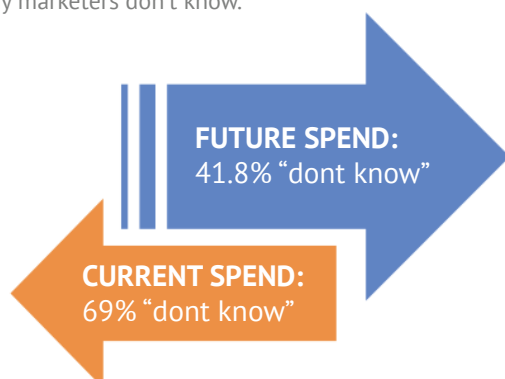 y marketers don't know.
FUTURE SPEND:
41.8% “dont know”
CURRENT SPEND:
69% “dont know”